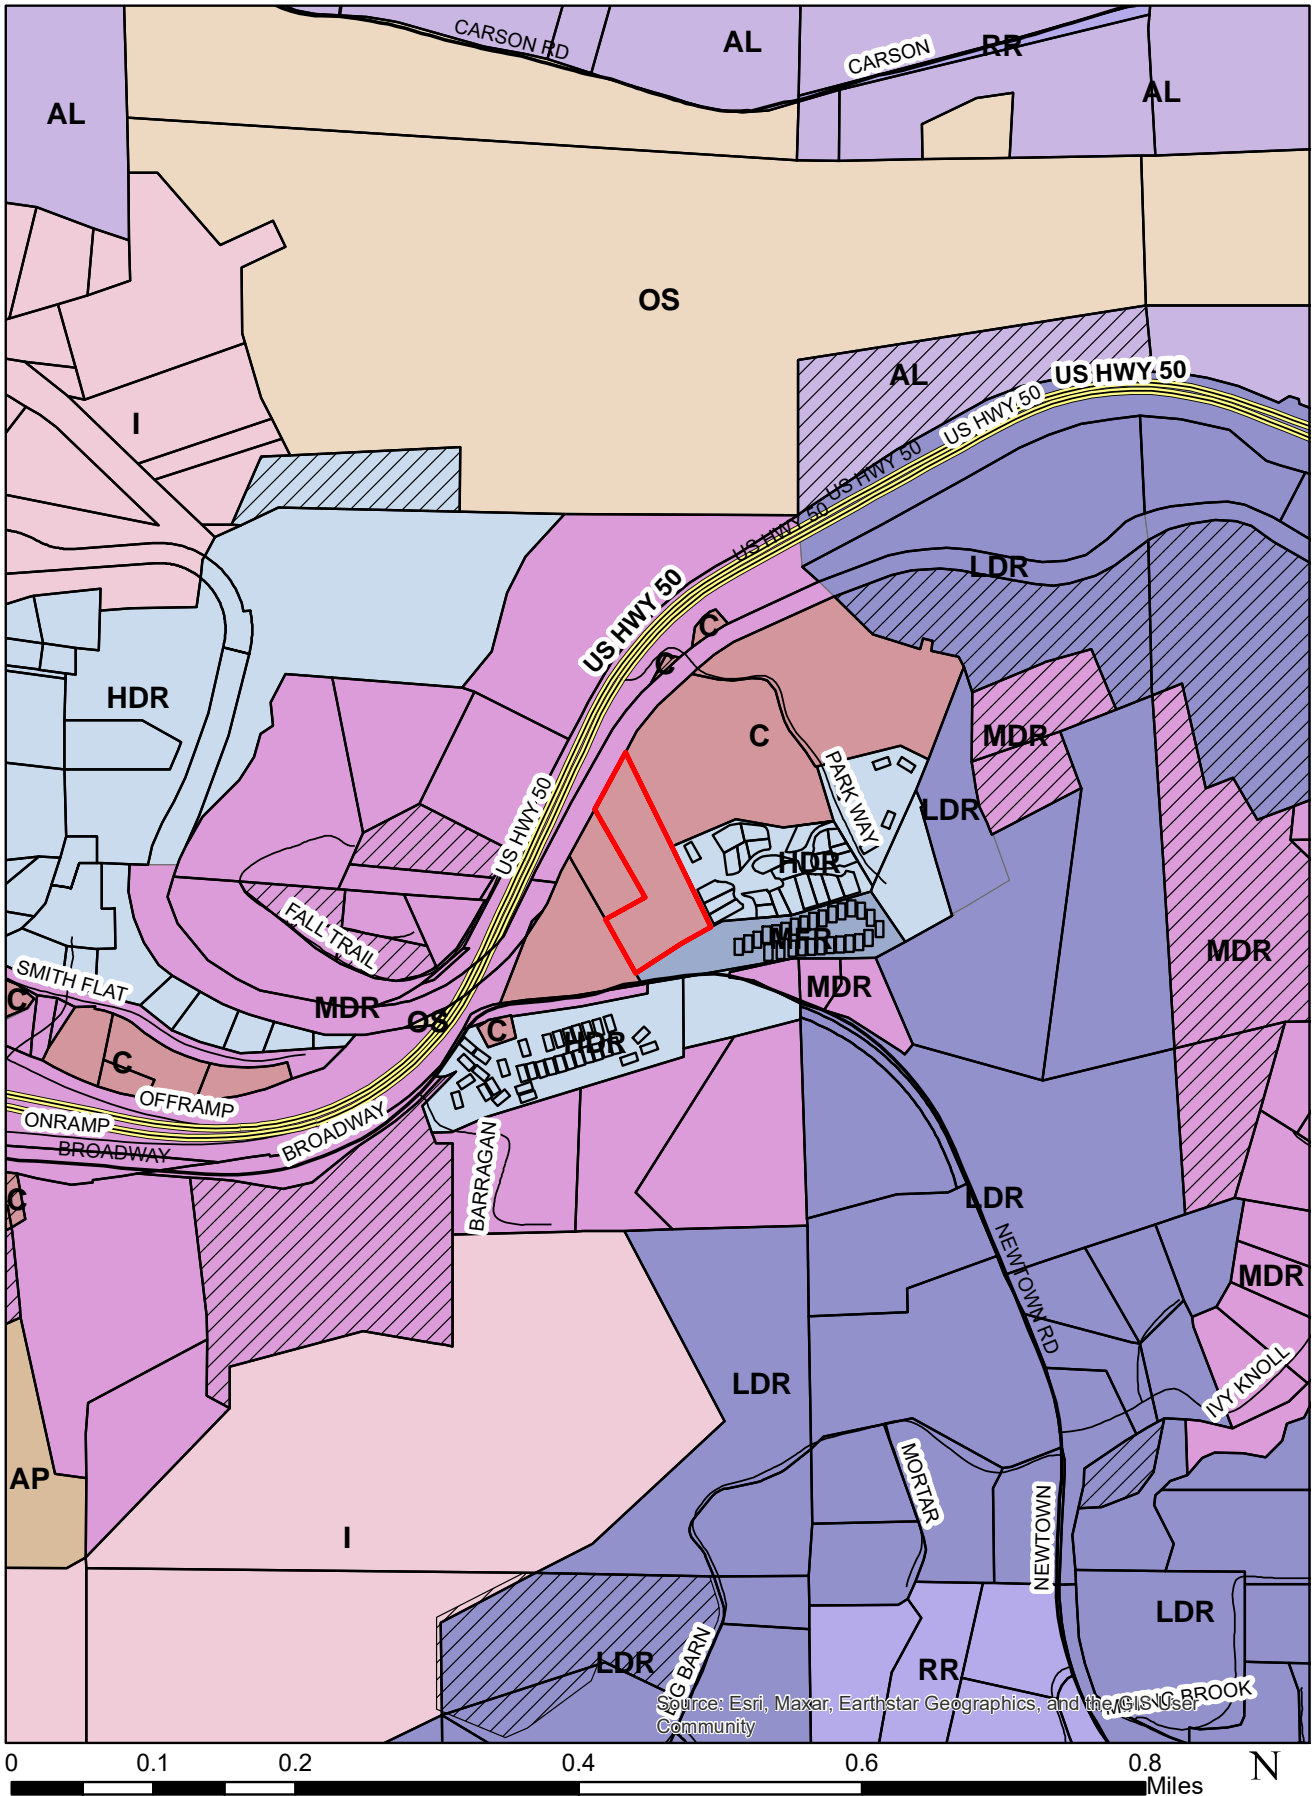 CARSON RD
AL
CARSON
RR
AL
AL
OS
AL
US HWY 50
US HWY 50
US HWY 50
I
US HWY 50
LDR
US HWY 50
C
C
HDR
C
MDR
PARK WAY
LDR
US HWY 50
HDR
FALL TRAIL
MFR
MDR
SMITH FLAT
MDR
MDR
C
OS
C
HDR
C
OFFRAMP
ONRAMP
BROADWAY
BROADWAY
BARRAGAN
C
LDR
NEWTOWN RD
MDR
LDR
IVY KNOLL
AP
MORTAR
NEWTOWN
I
LDR
LDR
RR
Source: Esri, Maxar, Earthstar Geographics, and the GIS User
Community
BROOK
0 0.1 0.2 0.4 0.6 0.8
Miles
N